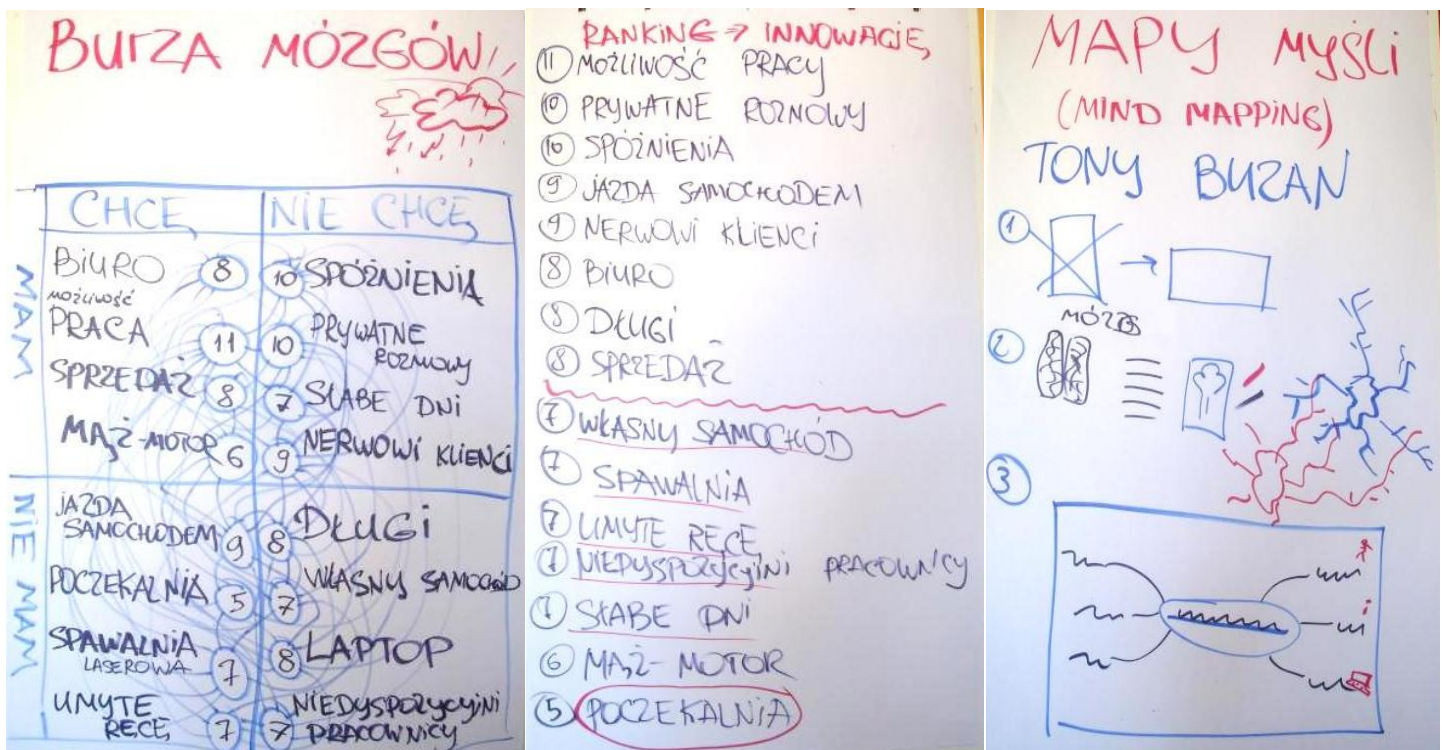 BURZA MÓZGÓW
CHCĘ NIE CHCĘ
MAM
BIURO 8 10 SPÓŹNIENIA
MOŻLIWOŚĆ
PRACA 11 10 PRYWATNE
ROZMOWY
SPRZEDAŻ 8 7 SŁABE DNI
MĄŻ-MOTOR 6 9 NERWOWI KLIENCI
NIE MAM
JAZDA
SAMOCHODEM 9 8 DŁUGI
POCZEKALNIA 5 7 WŁASNY SAMOCHÓD
SPAWALNIA
LASEROWA 7 8 LAPTOP
UMYTE
RĘCE 7 7 NIEDYSPOZYCYJNI
PRACOWNICY
RANKING → INNOWACJE
11 MOŻLIWOŚĆ PRACY
10 PRYWATNE ROZMOWY
10 SPÓŹNIENIA
9 JAZDA SAMOCHODEM
9 NERWOWI KLIENCI
8 BIURO
8 DŁUGI
8 SPRZEDAŻ
7 WŁASNY SAMOCHÓD
7 SPAWALNIA
7 UMYTE RĘCE
7 NIEDYSPOZYCYJNI PRACOWNICY
7 SŁABE DNI
6 MĄŻ-MOTOR
5 POCZEKALNIA
MAPY MYŚLI
(MIND MAPPING)
TONY BUZAN
1
MÓZG
2
3